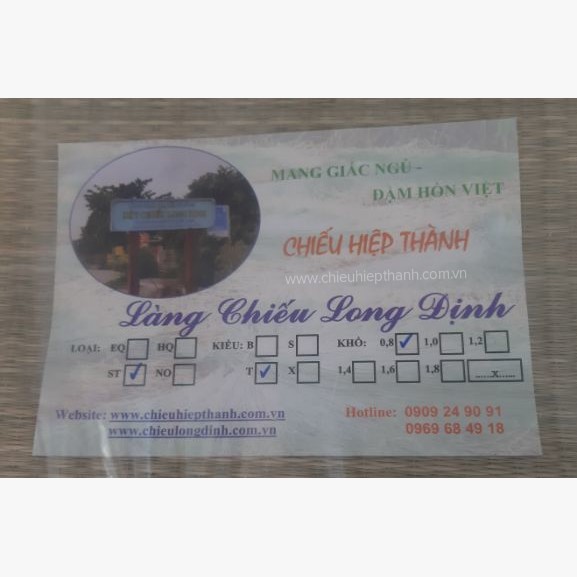 MANG GIẤC NGỦ -
ĐẬM HỒN VIỆT
CHIẾU HIỆP THÀNH
www.chieuhiepthanh.com.vn
Làng Chiếu Long Định
LOẠI: EQ HQ KIỂU: B S KHỔ: 0,8 ✓ 1,0 1,2
ST ✓ NO T ✓ X 1,4 1,6 1,8 ......x......
Website: www.chieuhiepthanh.com.vn Hotline: 0909 24 90 91
www.chieulongdinh.com.vn 0969 68 49 18